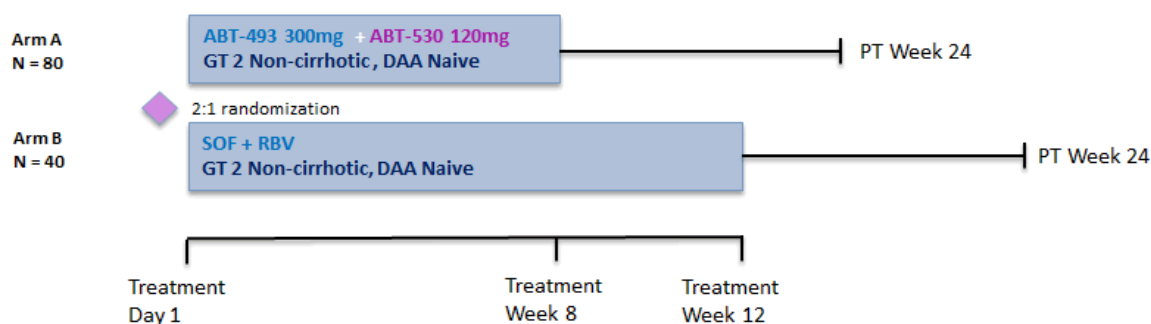 Arm A
N = 80
ABT-493 300mg + ABT-530 120mg
GT 2 Non-cirrhotic , DAA Naive
PT Week 24
2:1 randomization
Arm B
N = 40
SOF + RBV
GT 2 Non-cirrhotic, DAA Naive
PT Week 24
Treatment
Day 1
Treatment
Week 8
Treatment
Week 12